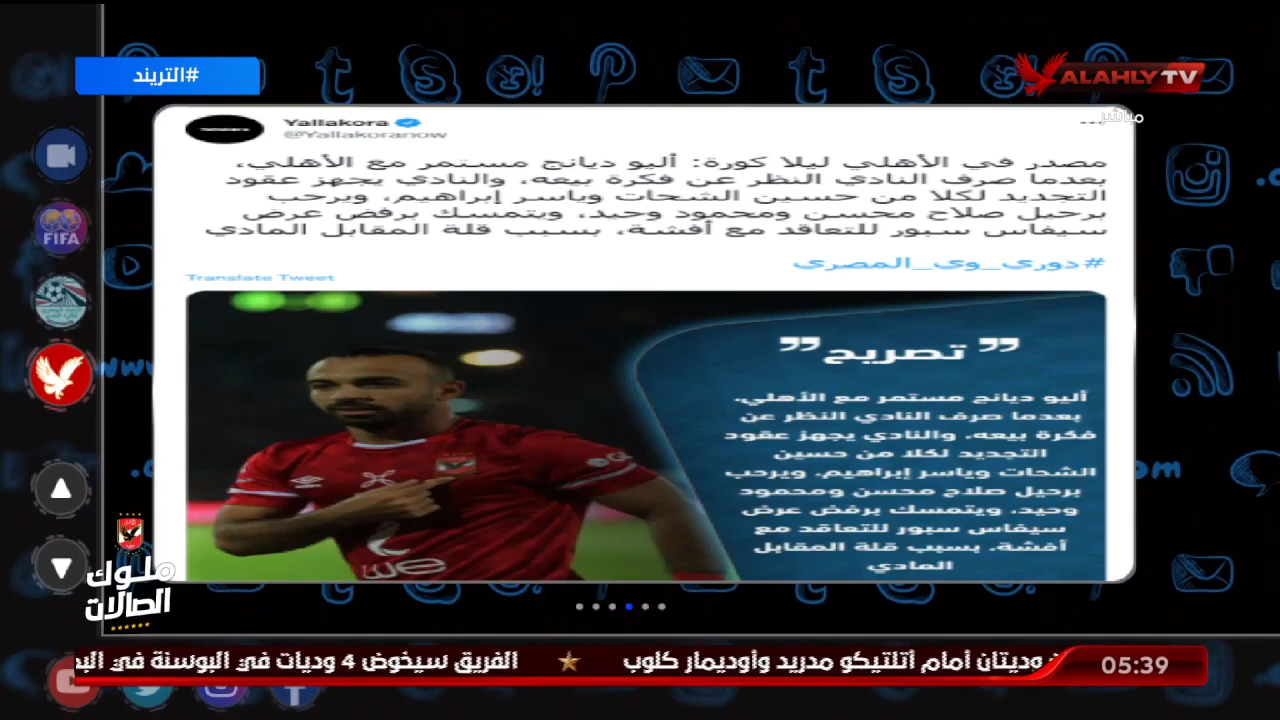 #التريند
ALAHLY TV
مباشر
Yallakora
@Yallakoranow
مصدر في الأهلي ليلا كورة: أليو ديانج مستمر مع الأهلي،
بعدما صرف النادي النظر عن فكرة بيعه، والنادي يجهز عقود
التجديد لكلا من حسين الشحات وياسر إبراهيم، ويرحب
برحيل صلاح محسن ومحمود وحيد، ويتمسك برفض عرض
سيفاس سبور للتعاقد مع أفشة، بسبب قلة المقابل المادي
#دوري_وي_المصري
Translate Tweet
" تصريح "
أليو ديانج مستمر مع الأهلي،
بعدما صرف النادي النظر عن
فكرة بيعه، والنادي يجهز عقود
التجديد لكلا من حسين
الشحات وياسر إبراهيم، ويرحب
برحيل صلاح محسن ومحمود
وحيد، ويتمسك برفض عرض
سيفاس سبور للتعاقد مع
أفشة، بسبب قلة المقابل
المادي
we
FIFA
ملوك
الصالات
وديتان أمام أتلتيكو مدريد وأوديمار كلوب ★ الفريق سيخوض 4 وديات في البوسنة في
05:39